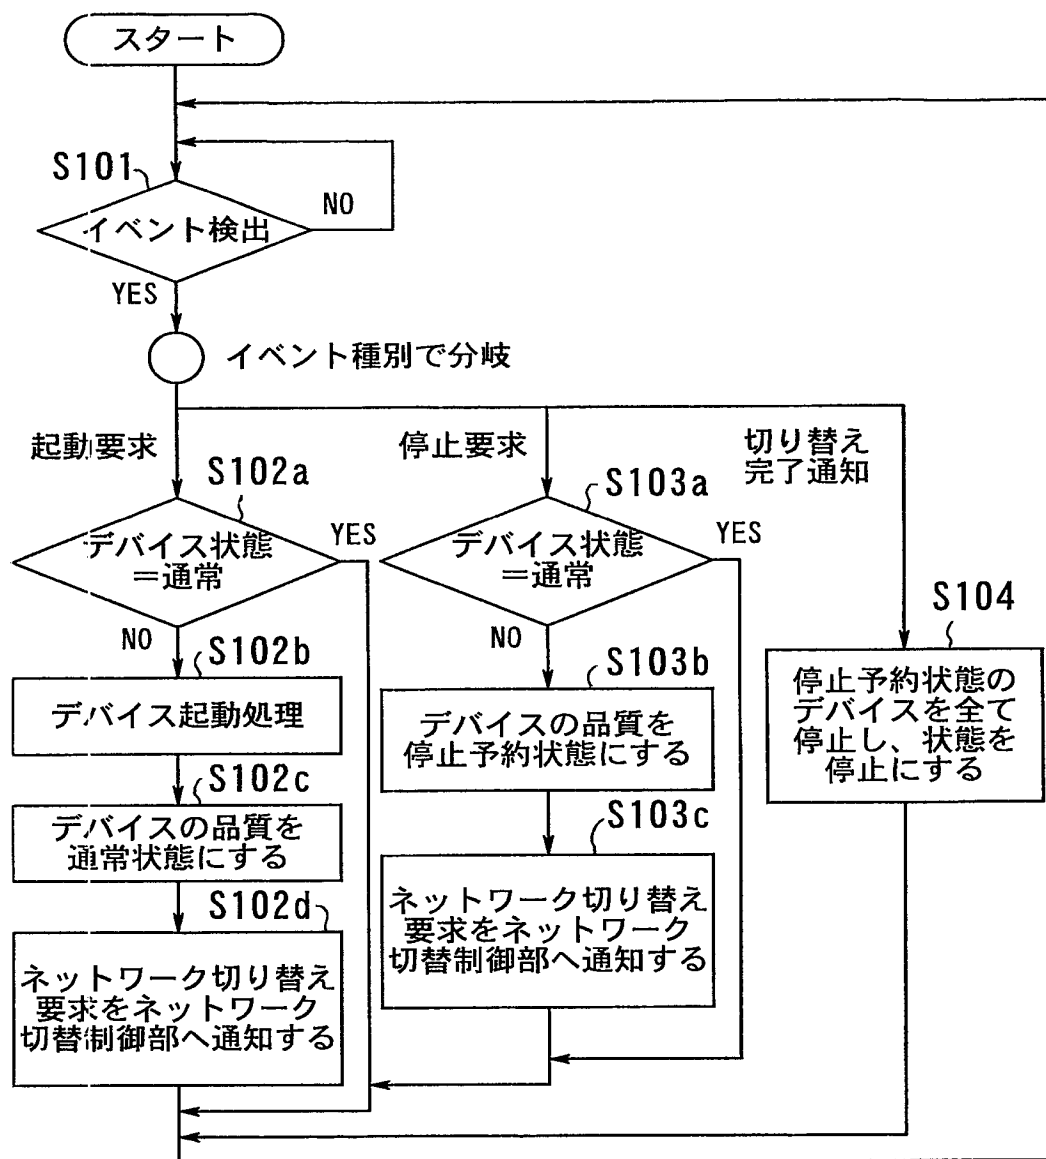 スタート
S101
イベント検出
NO
YES
イベント種別で分岐
起動要求
停止要求
切り替え
完了通知
S102a
デバイス状態
=通常
YES
NO
S103a
デバイス状態
=通常
YES
NO
S102b
デバイス起動処理
S102c
デバイスの品質を
通常状態にする
S102d
ネットワーク切り替え
要求をネットワーク
切替制御部へ通知する
S103b
デバイスの品質を
停止予約状態にする
S103c
ネットワーク切り替え
要求をネットワーク
切替制御部へ通知する
S104
停止予約状態の
デバイスを全て
停止し、状態を
停止にする